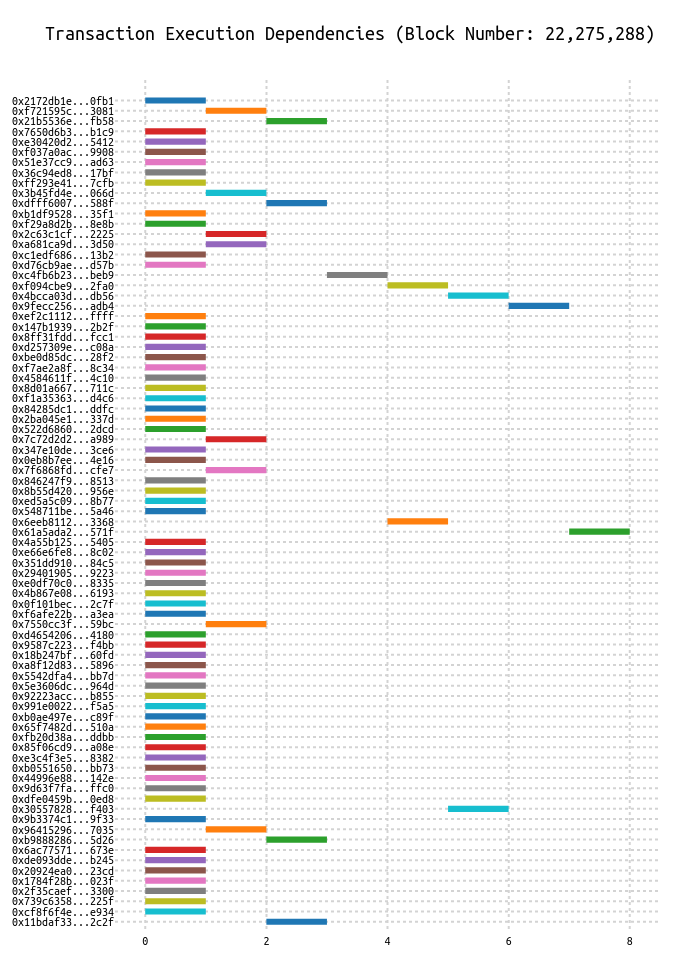 Transaction Execution Dependencies (Block Number: 22,275,288)
0x2172db1e...0fb1
0xf721595c...3081
0x21b5536e...fb58
0x7650d6b3...b1c9
0xe30420d2...5412
0xf037a0ac...9908
0x51e37cc9...ad63
0x36c94ed8...17bf
0xff293e41...7cfb
0x3b45fd4e...066d
0xdfff6007...588f
0xb1df9528...35f1
0xf29a8d2b...8e8b
0x2c63c1cf...2225
0xa681ca9d...3d50
0xc1edf686...13b2
0xd76cb9ae...d57b
0xc4fb6b23...beb9
0xf094cbe9...2fa0
0x4bcca03d...db56
0x9fecc256...adb4
0xef2c1112...ffff
0x147b1939...2b2f
0x8ff31fdd...fcc1
0xd257309e...c08a
0xbe0d85dc...28f2
0xf7ae2a8f...8c34
0x4584611f...4c10
0x8d01a667...711c
0xf1a35363...d4c6
0x84285dc1...ddfc
0x2ba045e1...337d
0x522d6860...2dcd
0x7c72d2d2...a989
0x347e10de...3ce6
0x0eb8b7ee...4e16
0x7f6868fd...cfe7
0x846247f9...8513
0x8b55d420...956e
0xed5a5c09...8b77
0x548711be...5a46
0x6eeb8112...3368
0x61a5ada2...571f
0x4a55b125...5405
0xe66e6fe8...8c02
0x351dd910...84c5
0x29401905...9223
0xe0df70c0...8335
0x4b867e08...6193
0x0f101bec...2c7f
0xf6afe22b...a3ea
0x7550cc3f...59bc
0xd4654206...4180
0x9587c223...f4bb
0x18b247bf...60fd
0xa8f12d83...5896
0x5542dfa4...bb7d
0x5e3606dc...964d
0x92223acc...b855
0x991e0022...f5a5
0xb0ae497e...c89f
0x65f7482d...510a
0xfb20d38a...ddbb
0x85f06cd9...a08e
0xe3c4f3e5...8382
0xb0551650...bb73
0x44996e88...142e
0x9d63f7fa...ffc0
0xdfe0459b...0ed8
0x30557828...f403
0x9b3374c1...9f33
0x96415296...7035
0xb9888286...5d26
0x6ac77571...673e
0xde093dde...b245
0x20924ea0...23cd
0x1784f28b...023f
0x2f35caef...3300
0x739c6358...225f
0xcf8f6f4e...e934
0x11bdaf33...2c2f
0 2 4 6 8